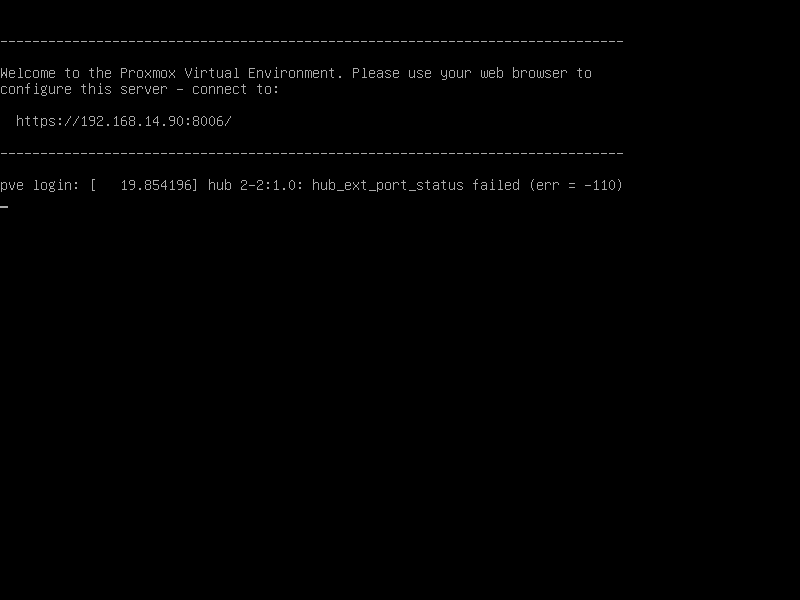 ------------------------------------------------------------------------------
Welcome to the Proxmox Virtual Environment. Please use your web browser to
configure this server - connect to:
https://192.168.14.90:8006/
------------------------------------------------------------------------------
pve login: [   19.854196] hub 2-2:1.0: hub_ext_port_status failed (err = -110)
_